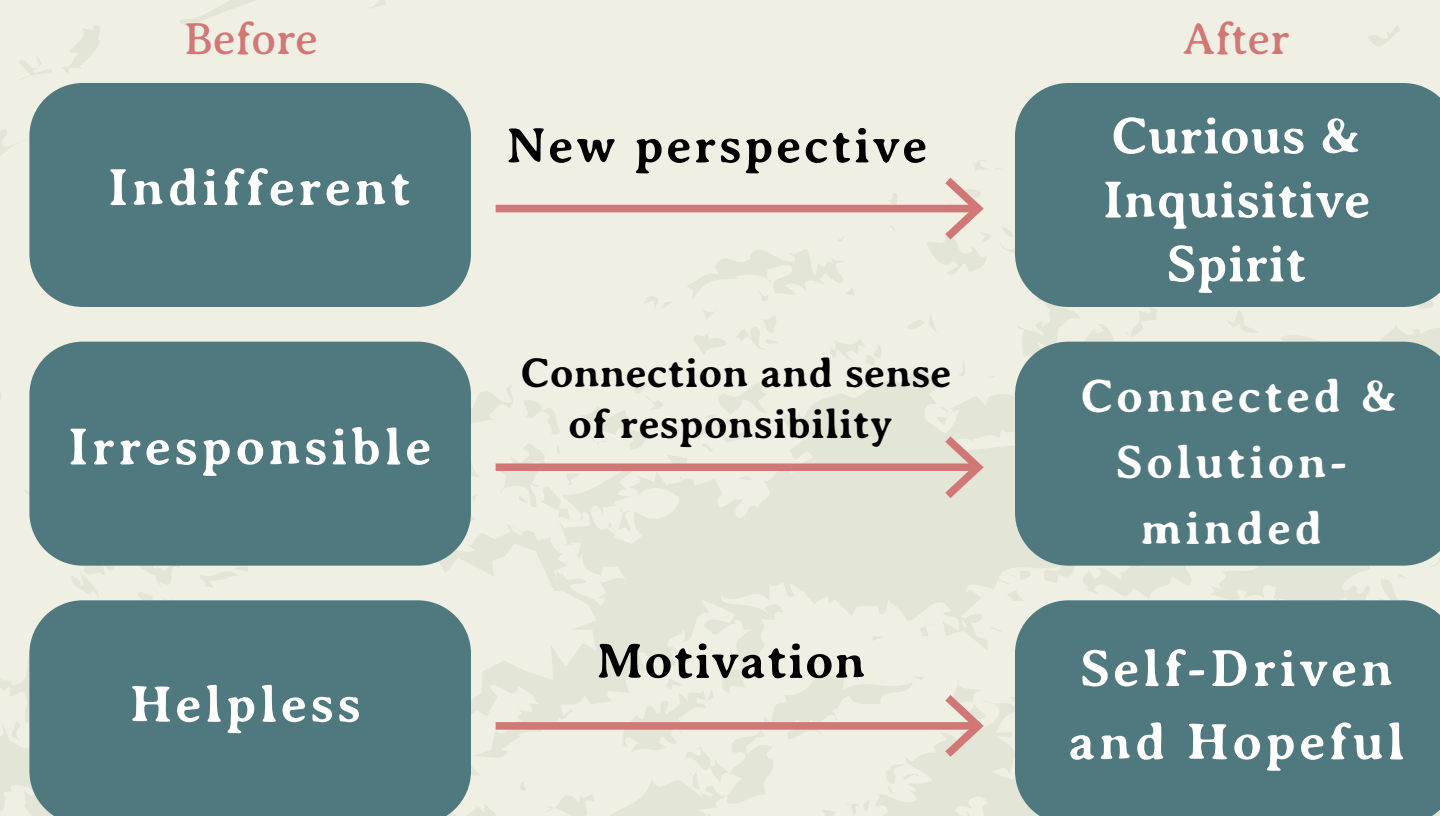 Before
After
Indifferent
New perspective
Curious &
Inquisitive
Spirit
Irresponsible
Connection and sense
of responsibility
Connected &
Solution-
minded
Helpless
Motivation
Self-Driven
and Hopeful